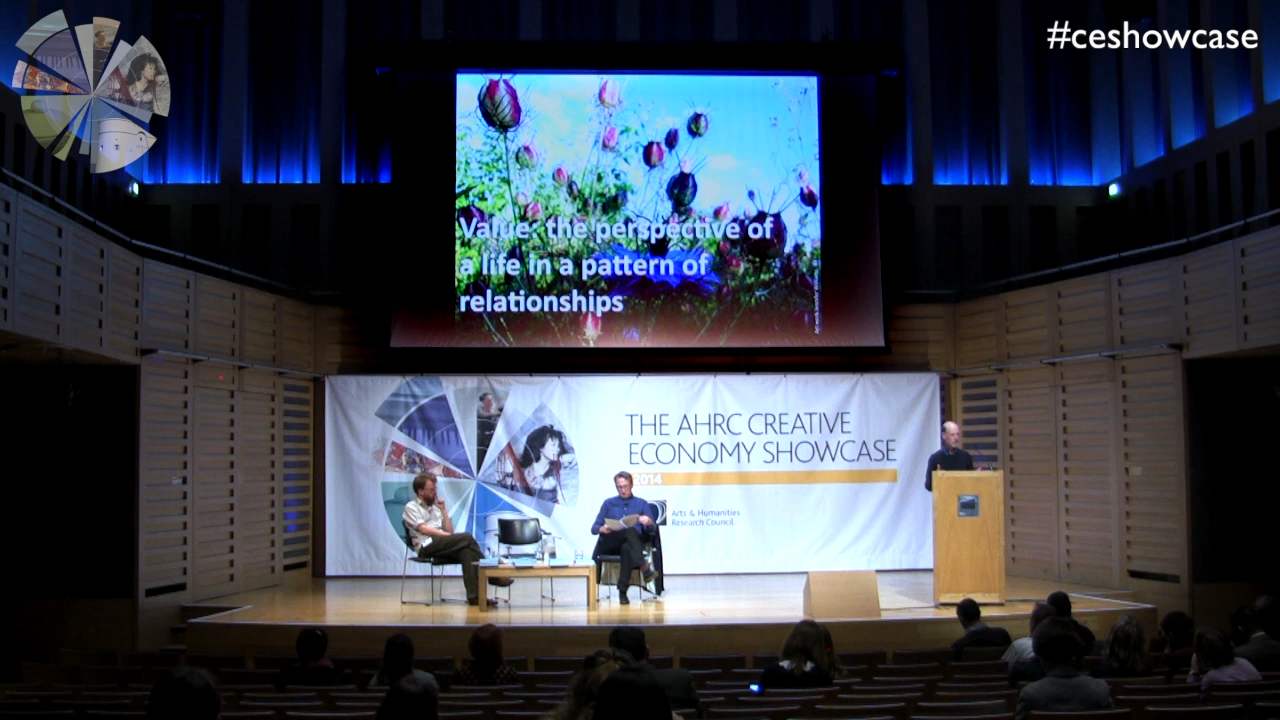 #ceshowcase
Value: the perspective of
a life in a pattern of
relationships
THE AHRC CREATIVE
ECONOMY SHOWCASE
2014
Arts & Humanities
Research Council